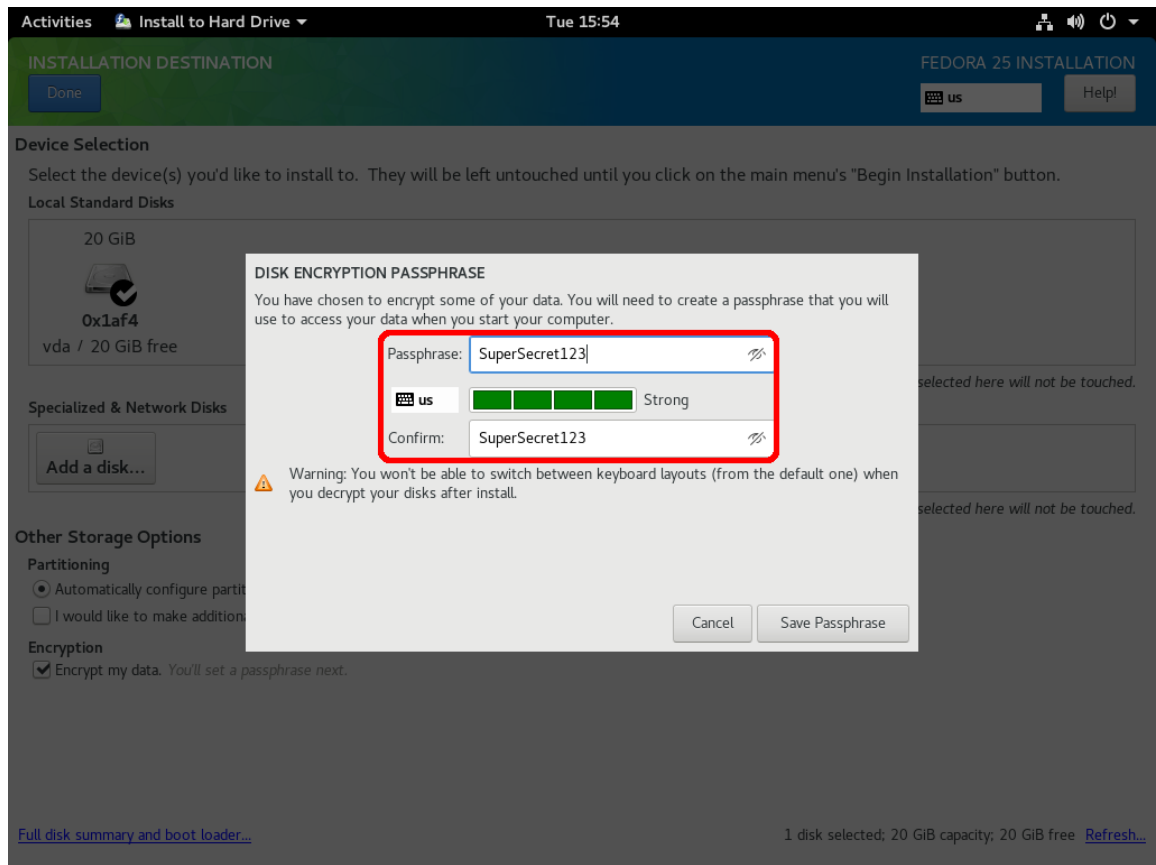 Activities Install to Hard Drive Tue 15:54
INSTALLATION DESTINATION FEDORA 25 INSTALLATION
Done us Help!
Device Selection
Select the device(s) you'd like to install to. They will be left untouched until you click on the main menu's "Begin Installation" button.
Local Standard Disks
20 GiB
0x1af4
vda / 20 GiB free
selected here will not be touched.
DISK ENCRYPTION PASSPHRASE
You have chosen to encrypt some of your data. You will need to create a passphrase that you will
use to access your data when you start your computer.
Passphrase: SuperSecret123
us Strong
Confirm: SuperSecret123
Warning: You won't be able to switch between keyboard layouts (from the default one) when
you decrypt your disks after install.
Cancel Save Passphrase
Specialized & Network Disks
Add a disk...
selected here will not be touched.
Other Storage Options
Partitioning
Automatically configure partit
I would like to make addition
Encryption
Encrypt my data. You'll set a passphrase next.
Full disk summary and boot loader... 1 disk selected; 20 GiB capacity; 20 GiB free Refresh...